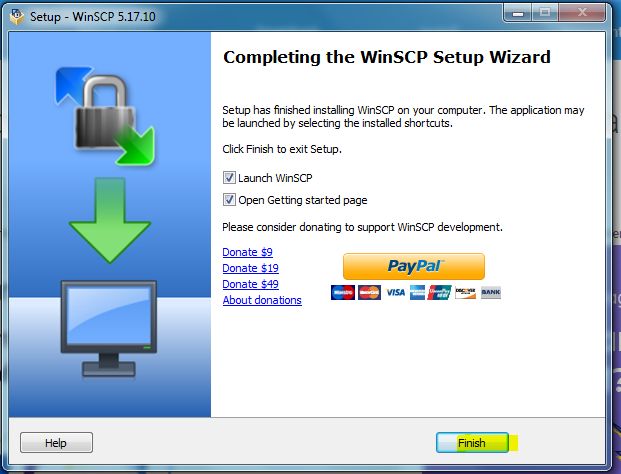 Setup - WinSCP 5.17.10
Completing the WinSCP Setup Wizard
Setup has finished installing WinSCP on your computer. The application may
be launched by selecting the installed shortcuts.
Click Finish to exit Setup.
Launch WinSCP
Open Getting started page
Please consider donating to support WinSCP development.
Donate $9
Donate $19
Donate $49
About donations
PayPal
Maestro MasterCard VISA DISCOVER BANK
Help
Finish